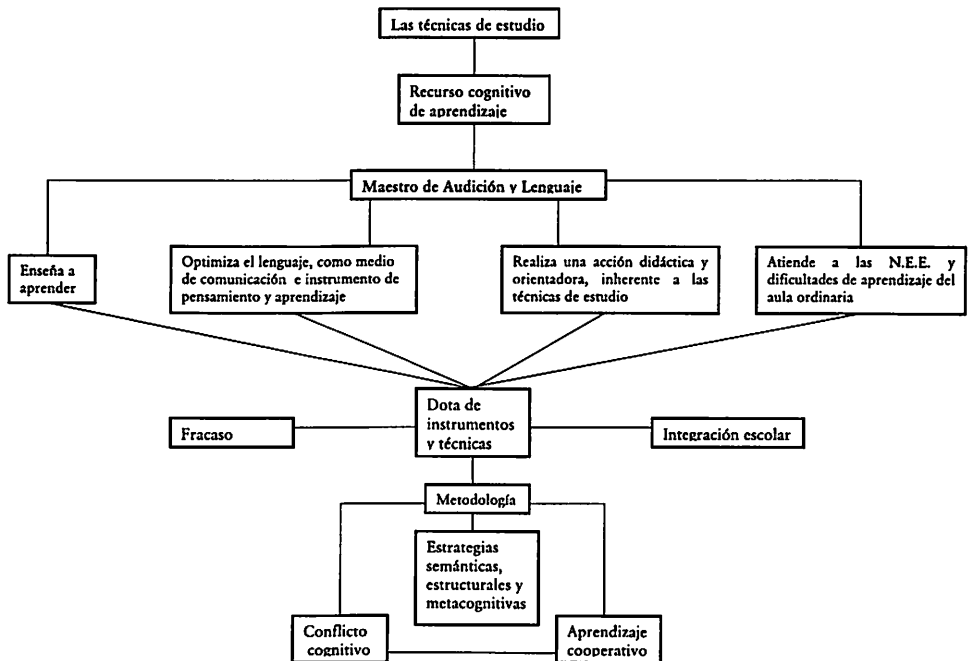 Las técnicas de estudio
Recurso cognitivo
de aprendizaje
Maestro de Audición y Lenguaje
Enseña a
aprender
Optimiza el lenguaje, como medio
de comunicación e instrumento de
pensamiento y aprendizaje
Realiza una acción didáctica y
orientadora, inherente a las
técnicas de estudio
Atiende a las N.E.E. y
dificultades de aprendizaje del
aula ordinaria
Dota de
instrumentos
y técnicas
Fracaso
Integración escolar
Metodología
Estrategias
semánticas,
estructurales y
metacognitivas
Conflicto
cognitivo
Aprendizaje
cooperativo